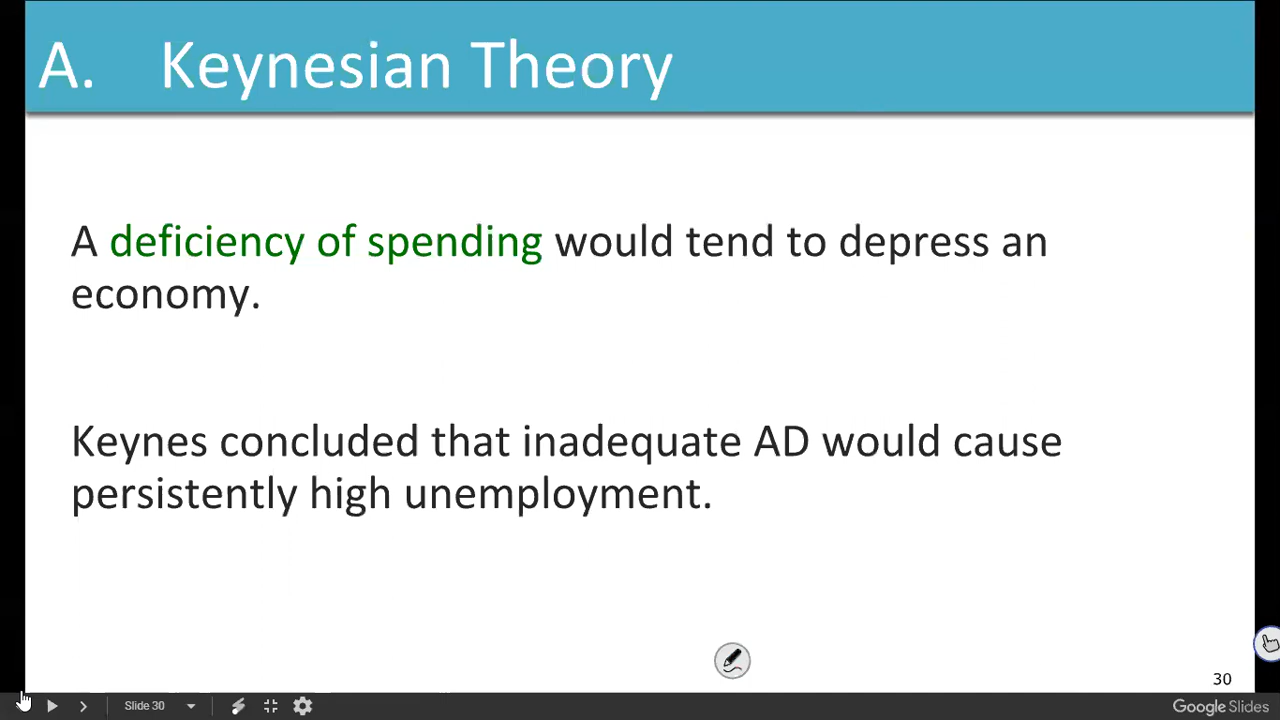 A. Keynesian Theory
A deficiency of spending would tend to depress an
economy.
Keynes concluded that inadequate AD would cause
persistently high unemployment.
30
Slide 30
Google Slides